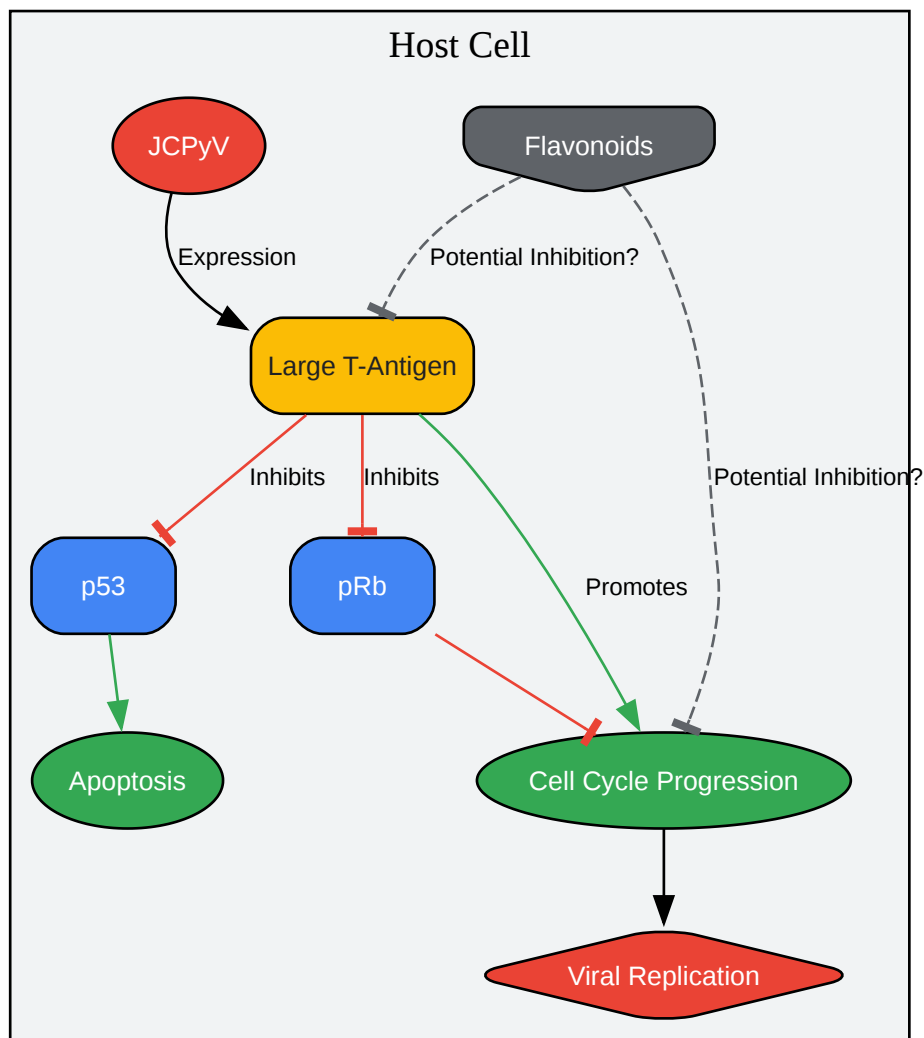 Host Cell
JCPyV
Flavonoids
Expression
Potential Inhibition?
Large T-Antigen
Inhibits
Inhibits
Potential Inhibition?
p53
pRb
Promotes
Apoptosis
Cell Cycle Progression
Viral Replication